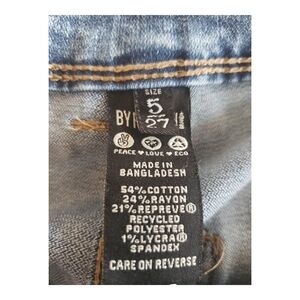 SIZE
5
27
BY
PEACE LOVE ECO
MADE IN
BANGLADESH
54% COTTON
24% RAYON
21% REPREVE®
RECYCLED
POLYESTER
1% LYCRA®
SPANDEX
CARE ON REVERSE